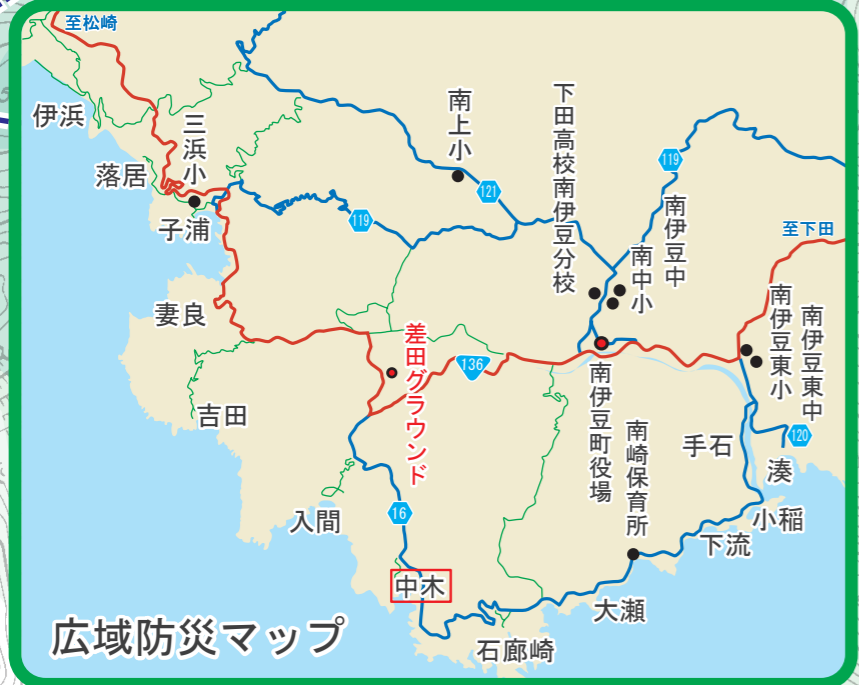 至松崎
伊浜
三浜小
落居
子浦
南上小
121
下田高校南伊豆分校
119
119
南伊豆中
南中小
至下田
妻良
差田グラウンド
136
南伊豆東小
南伊豆東中
吉田
南伊豆町役場
南崎保育所
手石
120
湊
小稲
下流
入間
16
中木
大瀬
石廊崎
広域防災マップ